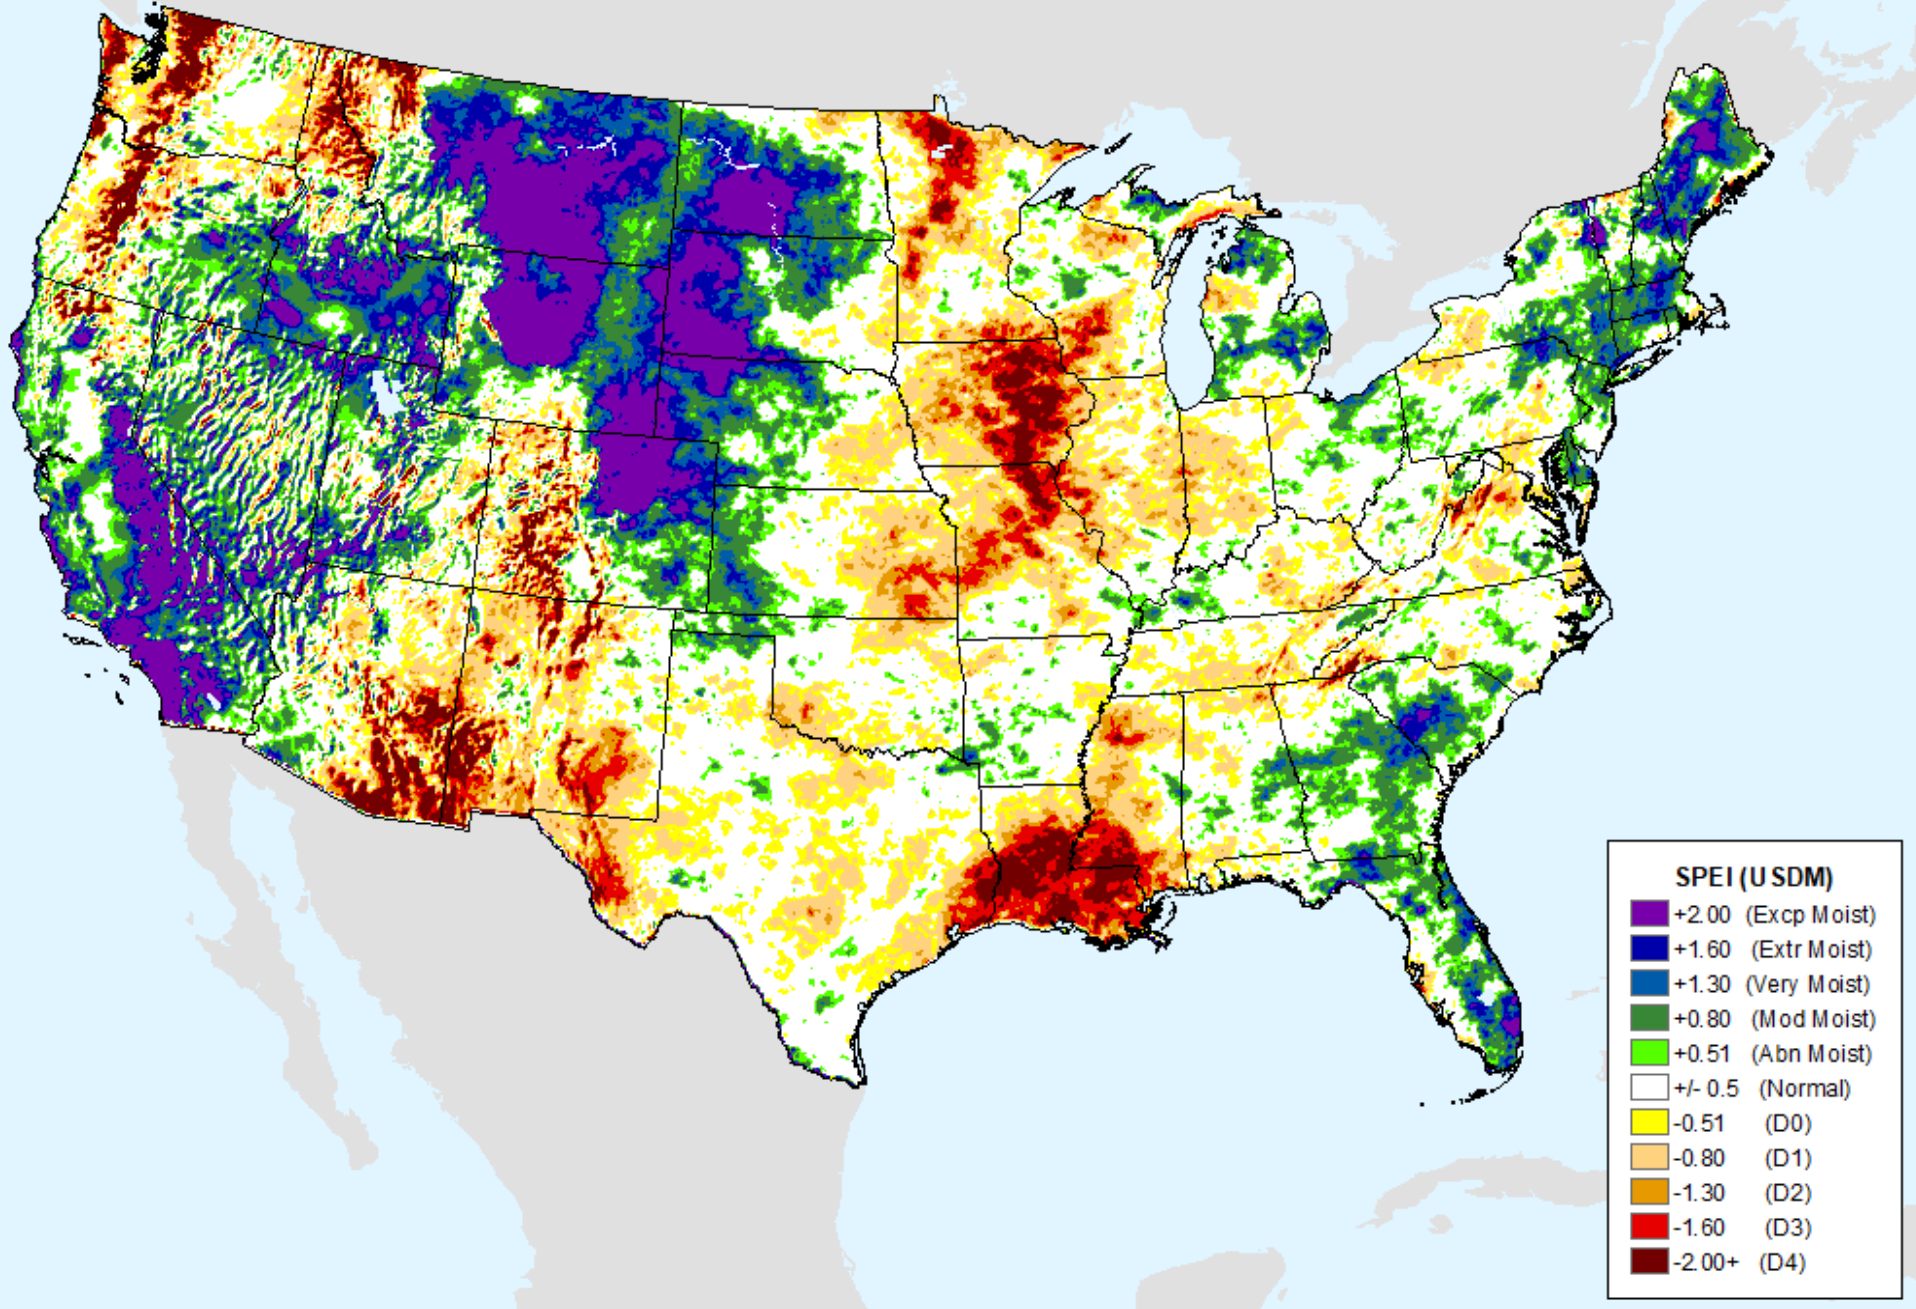 SPEI (USDM)
+2.00 (Excp Moist)
+1.60 (Extr Moist)
+1.30 (Very Moist)
+0.80 (Mod Moist)
+0.51 (Abn Moist)
+/- 0.5 (Normal)
-0.51 (D0)
-0.80 (D1)
-1.30 (D2)
-1.60 (D3)
-2.00+ (D4)